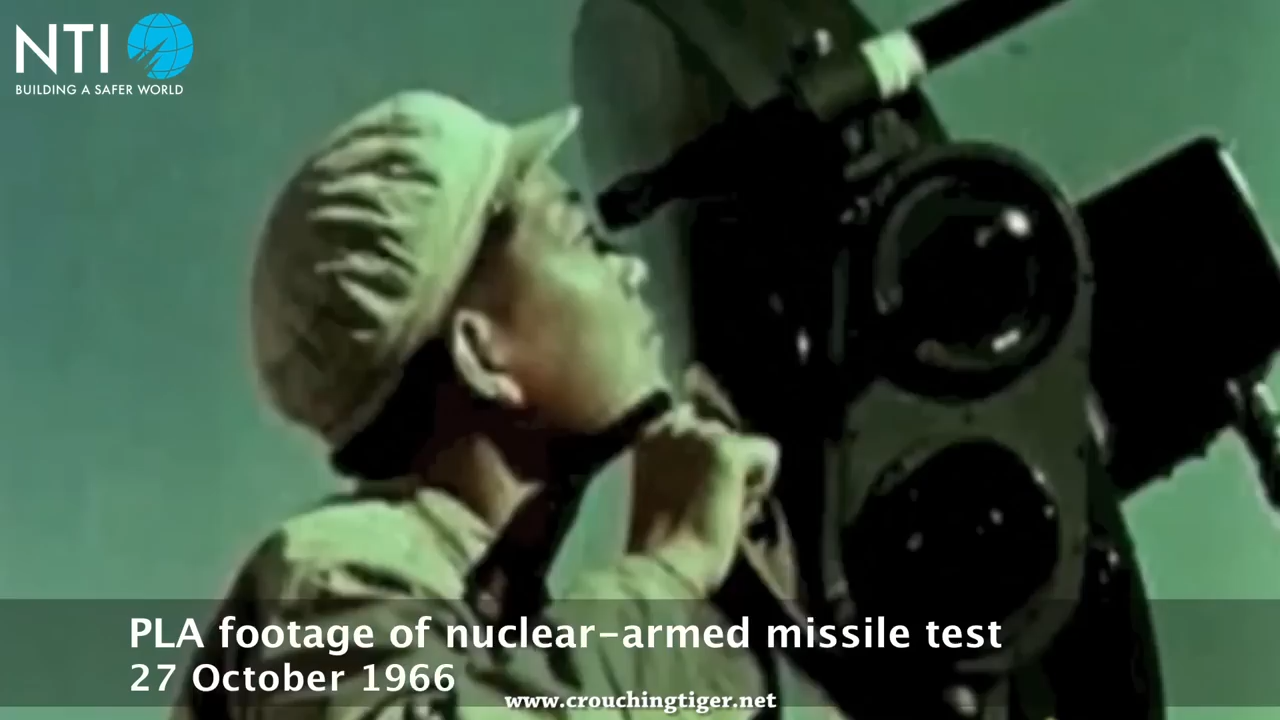 NTI
BUILDING A SAFER WORLD
PLA footage of nuclear-armed missile test
27 October 1966
www.crouchingtiger.net